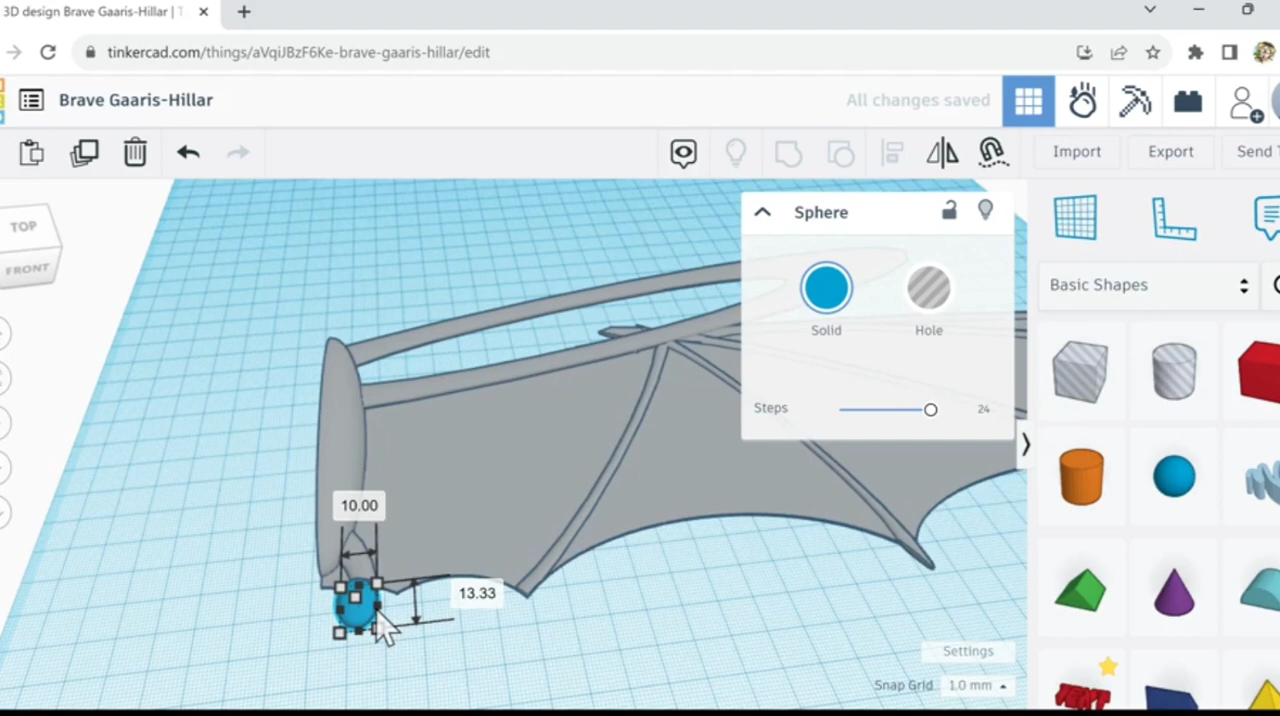 3D design Brave Gaaris-Hillar | T
tinkercad.com/things/aVqiJBzF6Ke-brave-gaaris-hillar/edit
Brave Gaaris-Hillar
All changes saved
Import
Export
Send T
TOP
FRONT
Sphere
Solid
Hole
Steps
24
Basic Shapes
10.00
13.33
TEXT
Settings
Snap Grid
1.0 mm